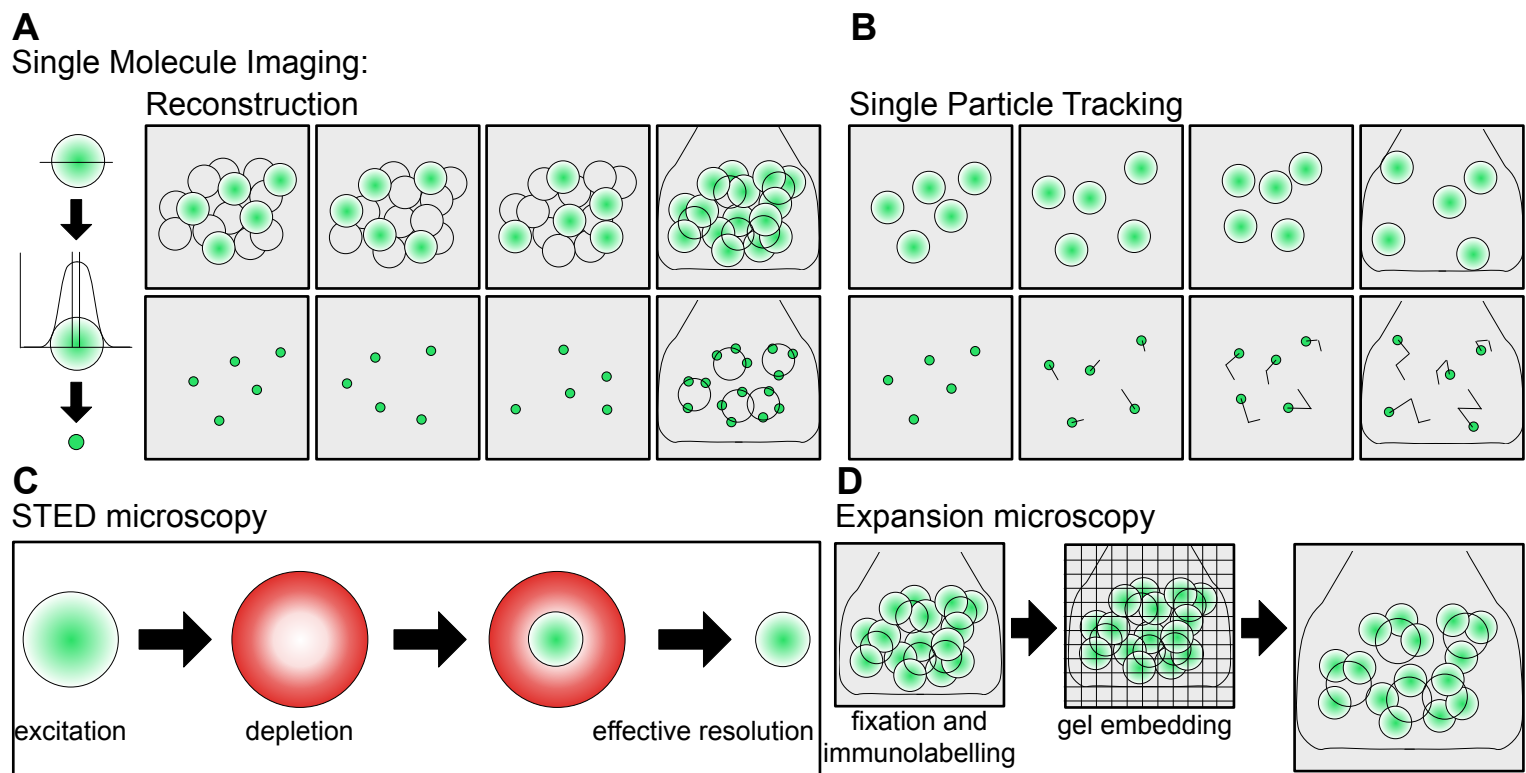 A
Single Molecule Imaging:
Reconstruction
B
Single Particle Tracking
C
STED microscopy
excitation
depletion
effective resolution
D
Expansion microscopy
fixation and
immunolabelling
gel embedding